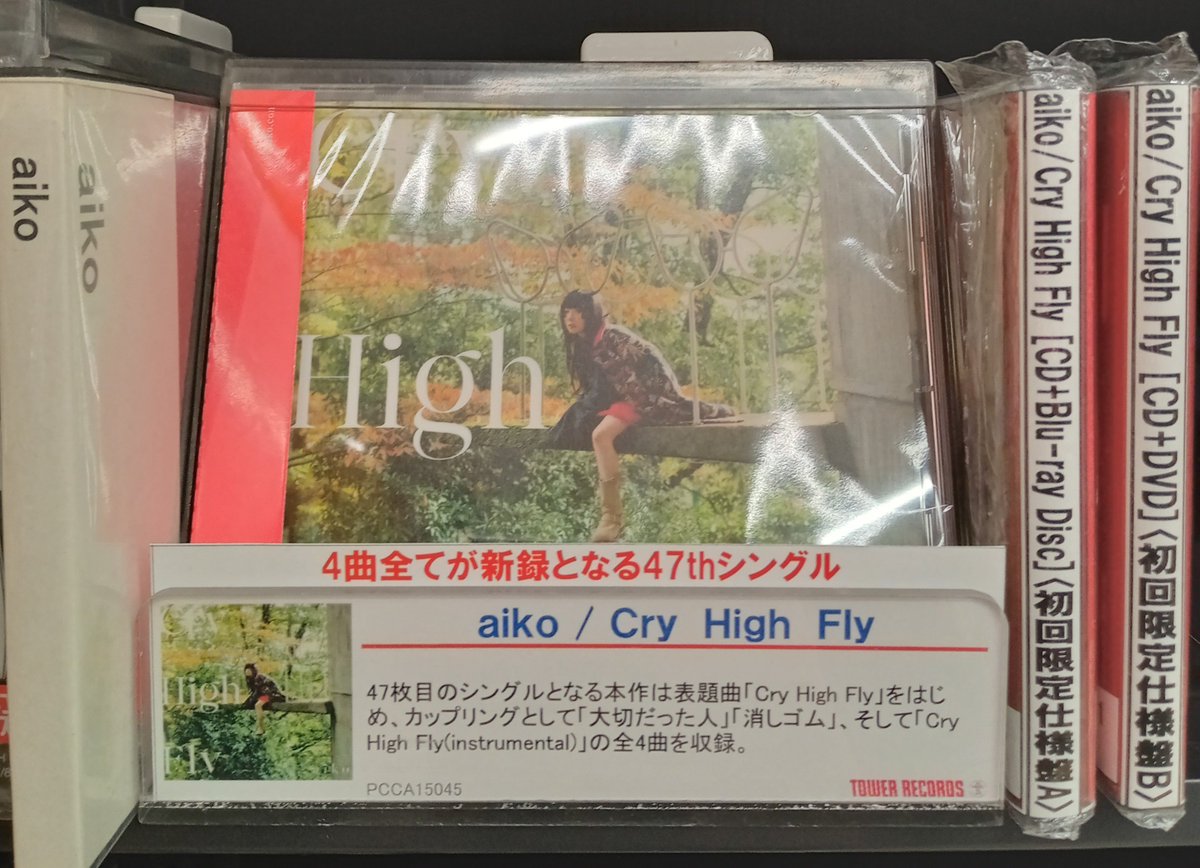 aiko
aiko
Cry
High
4曲全てが新録となる47thシングル
aiko / Cry High Fly
47枚目のシングルとなる本作は表題曲「Cry High Fly」をはじ
め、カップリングとして「大切だった人」「消しゴム」、そして「Cry
High Fly(instrumental)」の全4曲を収録。
PCCA15045
TOWER RECORDS
High
Fly
aiko/Cry High Fly [CD+Blu-ray Disc]<初回限定仕様盤A>
aiko/Cry High Fly [CD+DVD]<初回限定仕様盤B>